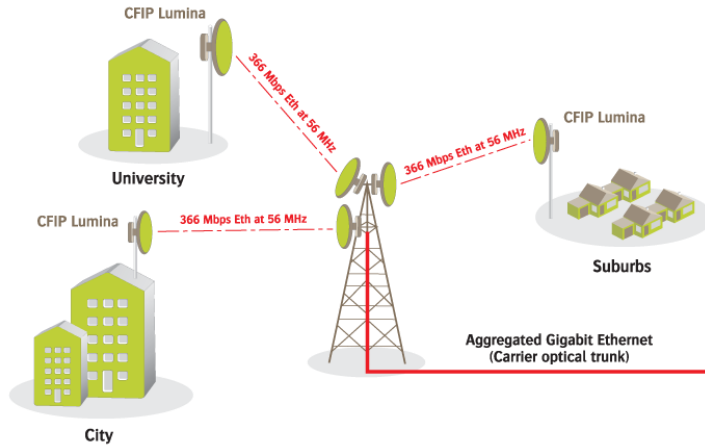 CFIP Lumina
366 Mbps Eth at 56 MHz
University
CFIP Lumina
366 Mbps Eth at 56 MHz
Suburbs
CFIP Lumina
366 Mbps Eth at 56 MHz
City
Aggregated Gigabit Ethernet
(Carrier optical trunk)